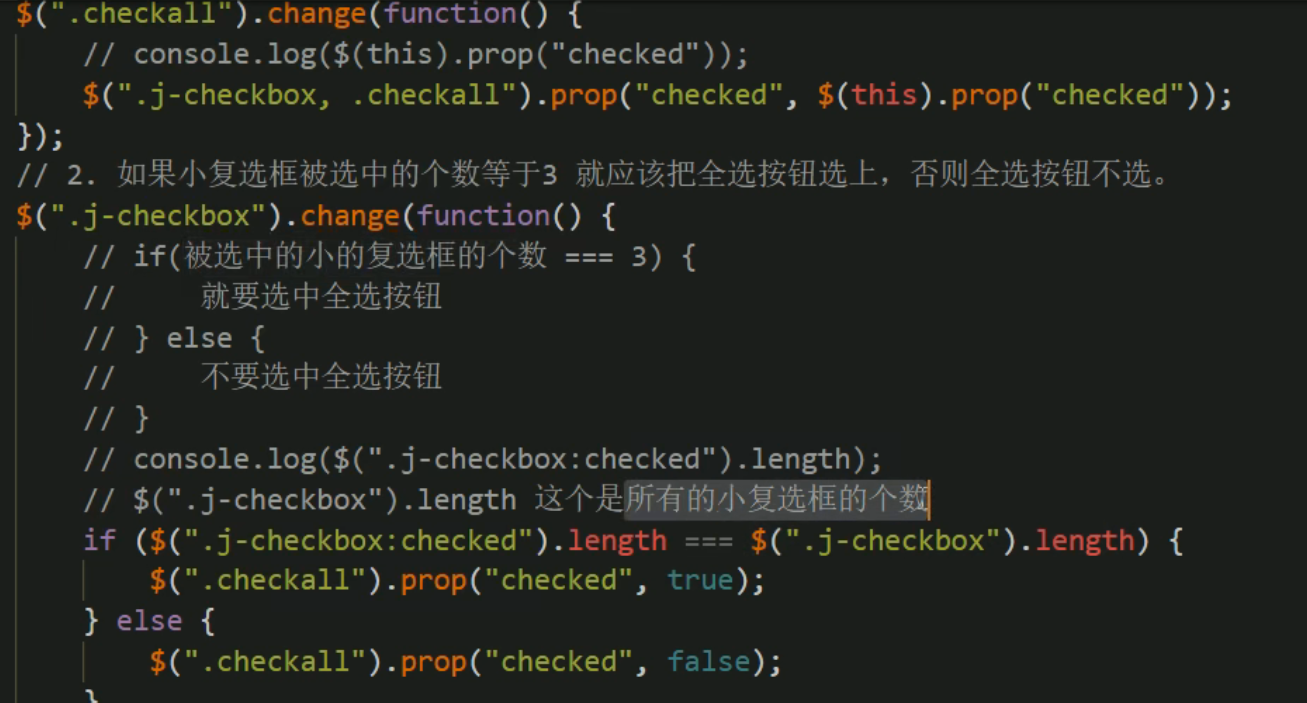 $(".checkall").change(function() {
// console.log($(this).prop("checked"));
$(".j-checkbox, .checkall").prop("checked", $(this).prop("checked"));
});
// 2. 如果小复选框被选中的个数等于3 就应该把全选按钮选上，否则全选按钮不选。
$(".j-checkbox").change(function() {
// if(被选中的小的复选框的个数 === 3) {
// 就要选中全选按钮
// } else {
// 不要选中全选按钮
// }
// console.log($(".j-checkbox:checked").length);
// $(".j-checkbox").length 这个是所有的小复选框的个数
if ($(".j-checkbox:checked").length === $(".j-checkbox").length) {
$(".checkall").prop("checked", true);
} else {
$(".checkall").prop("checked", false);
}